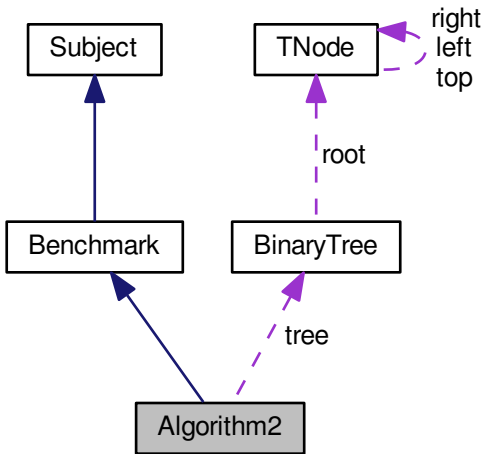 Subject
TNode
right
left
top
root
Benchmark
BinaryTree
tree
Algorithm2